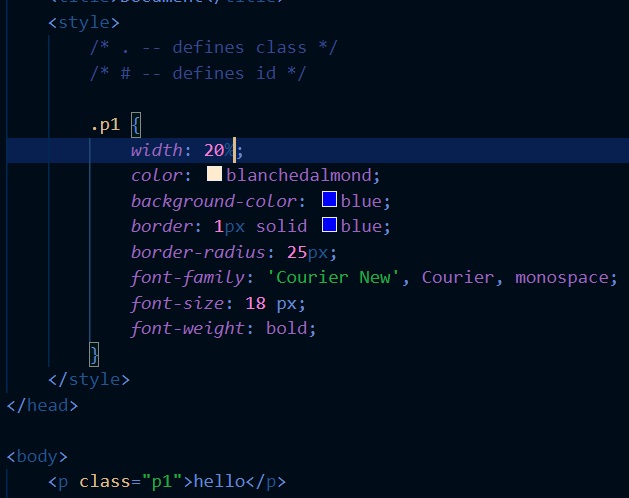 <title>Document</title>
<style>
/* . -- defines class */
/* # -- defines id */
.p1 {
width: 20%;
color: blanchedalmond;
background-color: blue;
border: 1px solid blue;
border-radius: 25px;
font-family: 'Courier New', Courier, monospace;
font-size: 18 px;
font-weight: bold;
}
</style>
</head>
<body>
<p class="p1">hello</p>